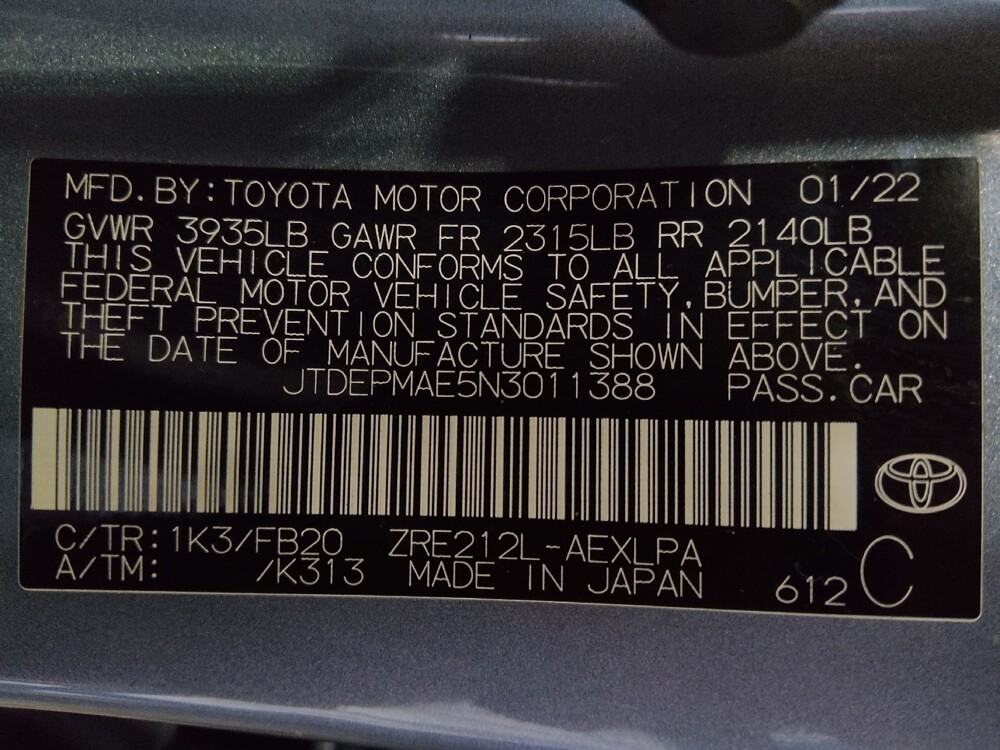 MFD.BY:TOYOTA MOTOR CORPORATION 01/22
GVWR 3935LB GAWR FR 2315LB RR 2140LB
THIS VEHICLE CONFORMS TO ALL APPLICABLE
FEDERAL MOTOR VEHICLE SAFETY,BUMPER,AND
THEFT PREVENTION STANDARDS IN EFFECT ON
THE DATE OF MANUFACTURE SHOWN ABOVE.
JTDEPMAE5N3011388 PASS.CAR
C/TR:1K3/FB20 ZRE212L-AEXLPA
A/TM: /K313 MADE IN JAPAN 612 C